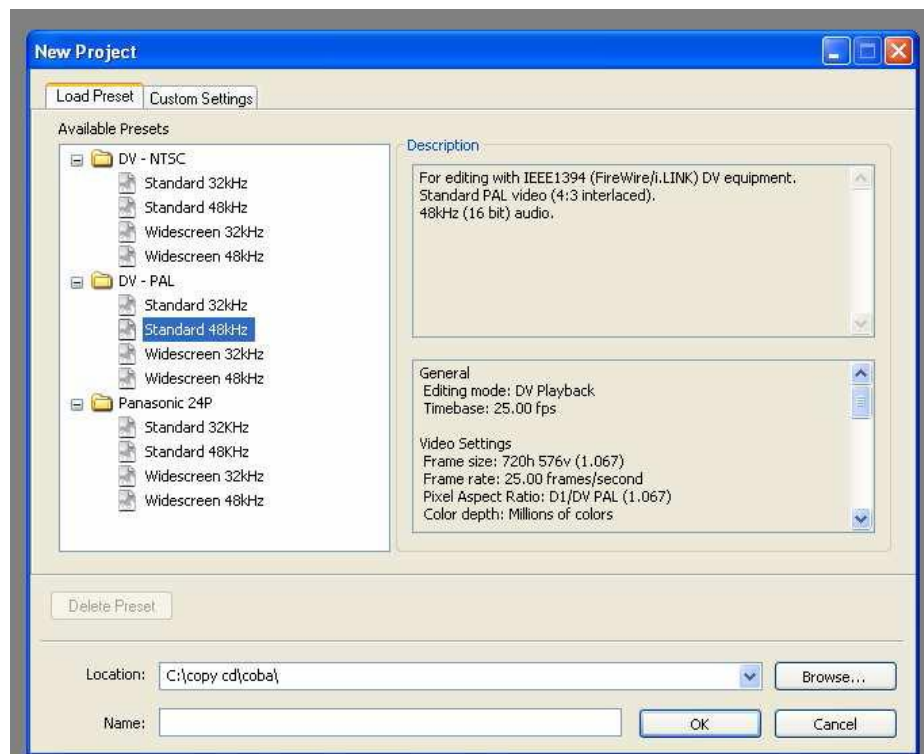 New Project
Load Preset
Custom Settings
Available Presets
DV - NTSC
Standard 32kHz
Standard 48kHz
Widescreen 32kHz
Widescreen 48kHz
DV - PAL
Standard 32kHz
Standard 48kHz
Widescreen 32kHz
Widescreen 48kHz
Panasonic 24P
Standard 32KHz
Standard 48KHz
Widescreen 32kHz
Widescreen 48kHz
Description
For editing with IEEE1394 (FireWire/i.LINK) DV equipment.
Standard PAL video (4:3 interlaced).
48kHz (16 bit) audio.
General
Editing mode: DV Playback
Timebase: 25.00 fps
Video Settings
Frame size: 720h 576v (1.067)
Frame rate: 25.00 frames/second
Pixel Aspect Ratio: D1/DV PAL (1.067)
Color depth: Millions of colors
Delete Preset
Location: C:\copy cd\coba\ Browse...
Name: OK Cancel